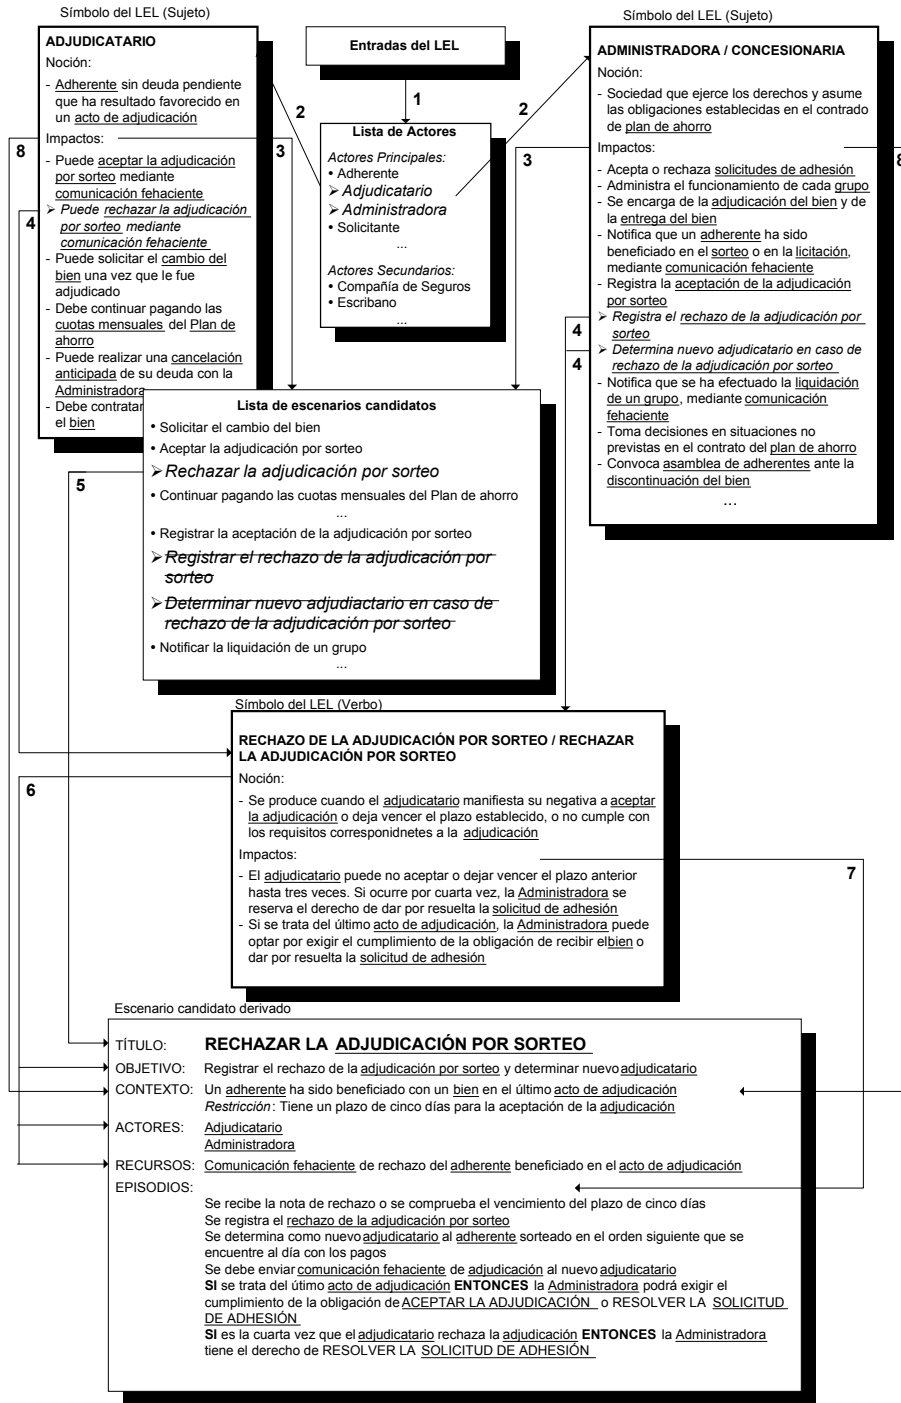 Símbolo del LEL (Sujeto)
ADJUDICATARIO
Noción:
- Adherente sin deuda pendiente
que ha resultado favorecido en
un acto de adjudicación
Impactos:
- Puede aceptar la adjudicación
por sorteo mediante
comunicación fehaciente
➢ Puede rechazar la adjudicación
por sorteo mediante
comunicación fehaciente
- Puede solicitar el cambio del
bien una vez que le fue
adjudicado
- Debe continuar pagando las
cuotas mensuales del Plan de
ahorro
- Puede realizar una cancelación
anticipada de su deuda con la
Administradora
- Debe contratar
el bien
Entradas del LEL
1
2
2
Lista de Actores
Actores Principales:
• Adherente
➢ Adjudicatario
➢ Administradora
• Solicitante
...
Actores Secundarios:
• Compañía de Seguros
• Escribano
...
Símbolo del LEL (Sujeto)
ADMINISTRADORA / CONCESIONARIA
Noción:
- Sociedad que ejerce los derechos y asume
las obligaciones establecidas en el contrado
de plan de ahorro
Impactos:
- Acepta o rechaza solicitudes de adhesión
- Administra el funcionamiento de cada grupo
- Se encarga de la adjudicación del bien y de
la entrega del bien
- Notifica que un adherente ha sido
beneficiado en el sorteo o en la licitación,
mediante comunicación fehaciente
- Registra la aceptación de la adjudicación
por sorteo
➢ Registra el rechazo de la adjudicación por
sorteo
➢ Determina nuevo adjudicatario en caso de
rechazo de la adjudicación por sorteo
- Notifica que se ha efectuado la liquidación
de un grupo, mediante comunicación
fehaciente
- Toma decisiones en situaciones no
previstas en el contrato del plan de ahorro
- Convoca asamblea de adherentes ante la
discontinuación del bien
...
8
3
3
8
4
4
4
Lista de escenarios candidatos
• Solicitar el cambio del bien
• Aceptar la adjudicación por sorteo
➢ Rechazar la adjudicación por sorteo
• Continuar pagando las cuotas mensuales del Plan de ahorro
...
• Registrar la aceptación de la adjudicación por sorteo
➢ Registrar el rechazo de la adjudicación por
sorteo
➢ Determinar nuevo adjudiactario en caso de
rechazo de la adjudicación por sorteo
• Notificar la liquidación de un grupo
...
5
Símbolo del LEL (Verbo)
RECHAZO DE LA ADJUDICACIÓN POR SORTEO / RECHAZAR
LA ADJUDICACIÓN POR SORTEO
Noción:
- Se produce cuando el adjudicatario manifiesta su negativa a aceptar
la adjudicación o deja vencer el plazo establecido, o no cumple con
los requisitos corresponidnetes a la adjudicación
Impactos:
- El adjudicatario puede no aceptar o dejar vencer el plazo anterior
hasta tres veces. Si ocurre por cuarta vez, la Administradora se
reserva el derecho de dar por resuelta la solicitud de adhesión
- Si se trata del último acto de adjudicación, la Administradora puede
optar por exigir el cumplimiento de la obligación de recibir elbien o
dar por resuelta la solicitud de adhesión
6
7
Escenario candidato derivado
TÍTULO: RECHAZAR LA ADJUDICACIÓN POR SORTEO
OBJETIVO: Registrar el rechazo de la adjudicación por sorteo y determinar nuevo adjudicatario
CONTEXTO: Un adherente ha sido beneficiado con un bien en el último acto de adjudicación
Restricción: Tiene un plazo de cinco días para la aceptación de la adjudicación
ACTORES: Adjudicatario
Administradora
RECURSOS: Comunicación fehaciente de rechazo del adherente beneficiado en el acto de adjudicación
EPISODIOS:
Se recibe la nota de rechazo o se comprueba el vencimiento del plazo de cinco días
Se registra el rechazo de la adjudicación por sorteo
Se determina como nuevo adjudicatario al adherente sorteado en el orden siguiente que se
encuentre al día con los pagos
Se debe enviar comunicación fehaciente de adjudicación al nuevo adjudicatario
SI se trata del útimo acto de adjudicación ENTONCES la Administradora podrá exigir el
cumplimiento de la obligación de ACEPTAR LA ADJUDICACIÓN o RESOLVER LA SOLICITUD
DE ADHESIÓN
SI es la cuarta vez que el adjudicatario rechaza la adjudicación ENTONCES la Administradora
tiene el derecho de RESOLVER LA SOLICITUD DE ADHESIÓN